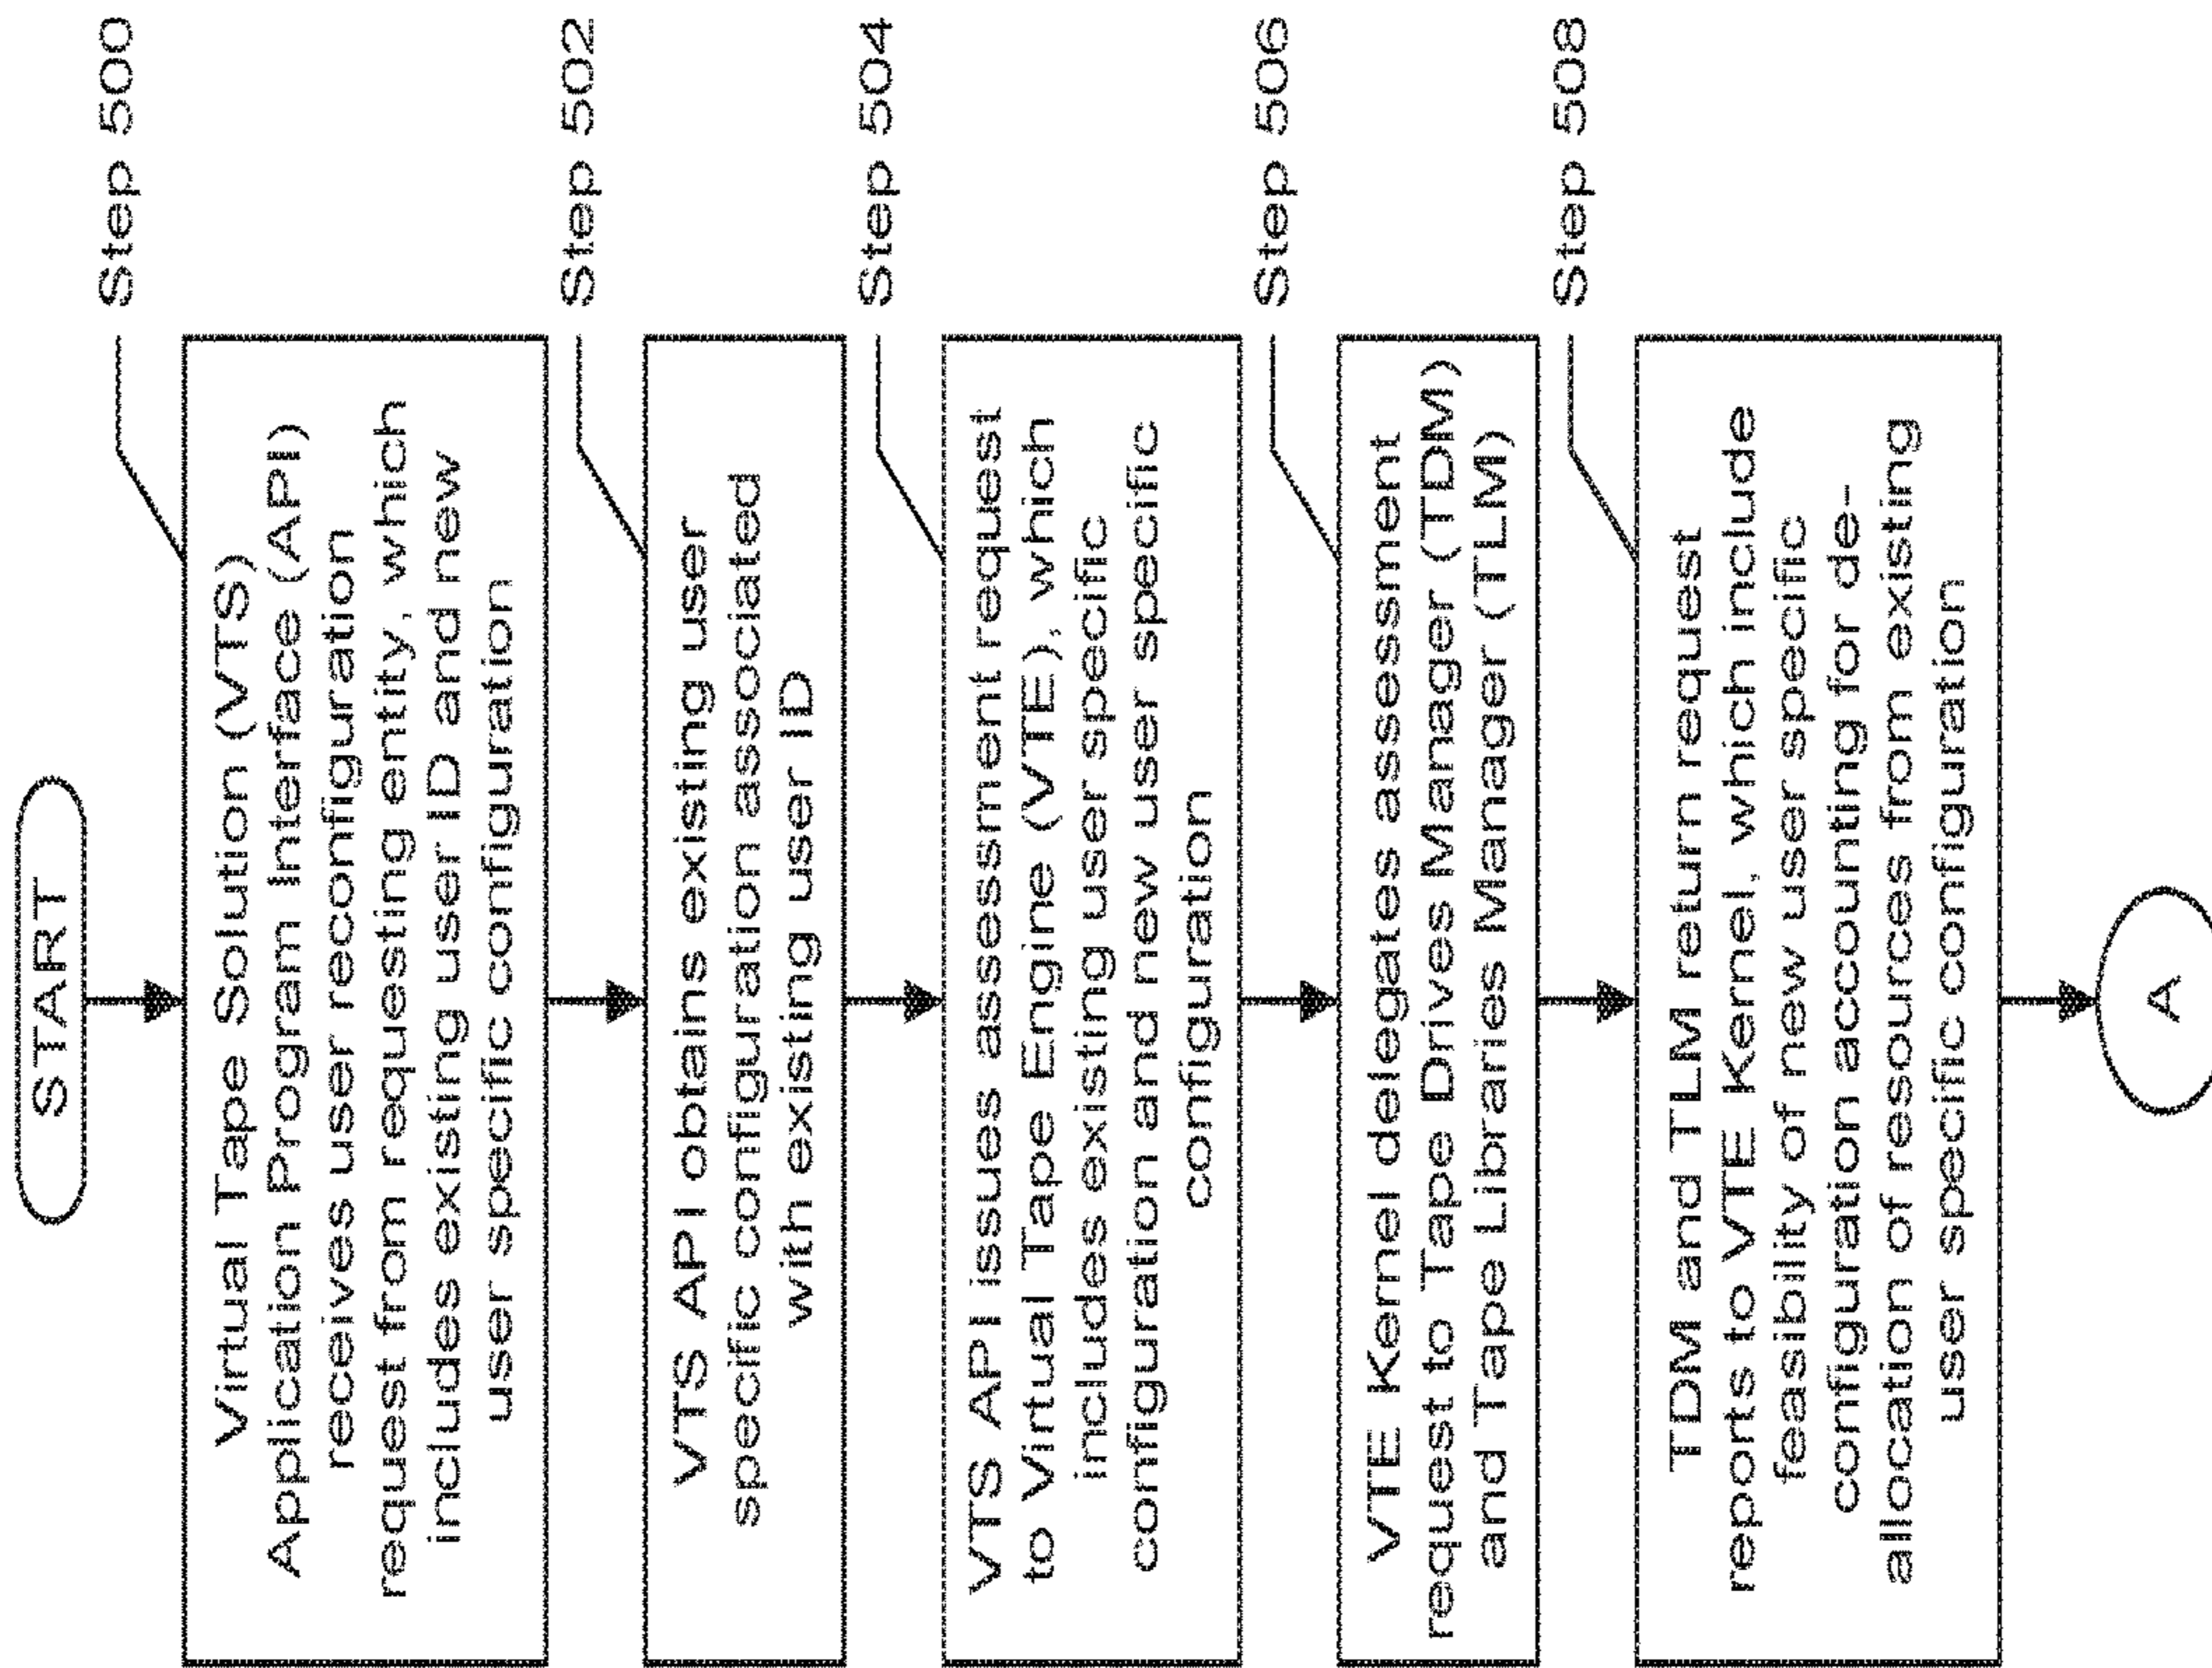 START
Step 500
Virtual Tape Solution (VTS)
Application Program Interface (API)
receives user reconfiguration
request from requesting entity, which
includes existing user ID and new
user specific configuration
Step 502
VTS API obtains existing user
specific configuration associated
with existing user ID
Step 504
VTS API issues assessment request
to Virtual Tape Engine (VTE), which
includes existing user specific
configuration and new user specific
configuration
Step 506
VTE Kernel delegates assessment
request to Tape Drives Manager (TDM)
and Tape Libraries Manager (TLM)
Step 508
TDM and TLM return request
reports to VTE Kernel, which include
feasibility of new user specific
configuration accounting for de-
allocation of resources from existing
user specific configuration
A